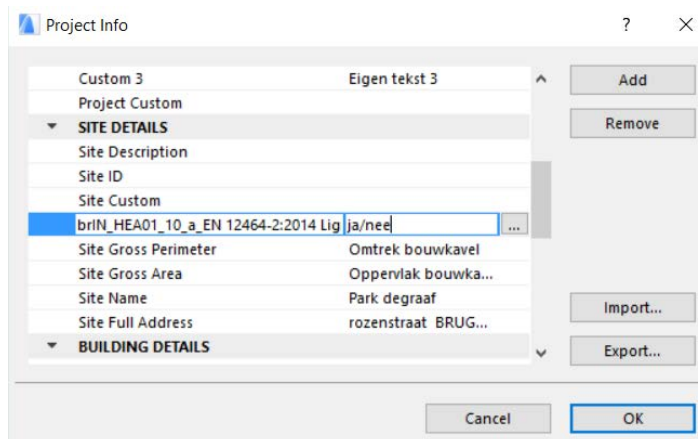 Project Info ? ×
Custom 3 Eigen tekst 3 Add
Project Custom
SITE DETAILS Remove
Site Description
Site ID
Site Custom
brIN_HEA01_10_a_EN 12464-2:2014 Lig ja/nee ...
Site Gross Perimeter Omtrek bouwkavel
Site Gross Area Oppervlak bouwka...
Site Name Park degraaf Import...
Site Full Address rozenstraat BRUG...
BUILDING DETAILS Export...
Cancel OK